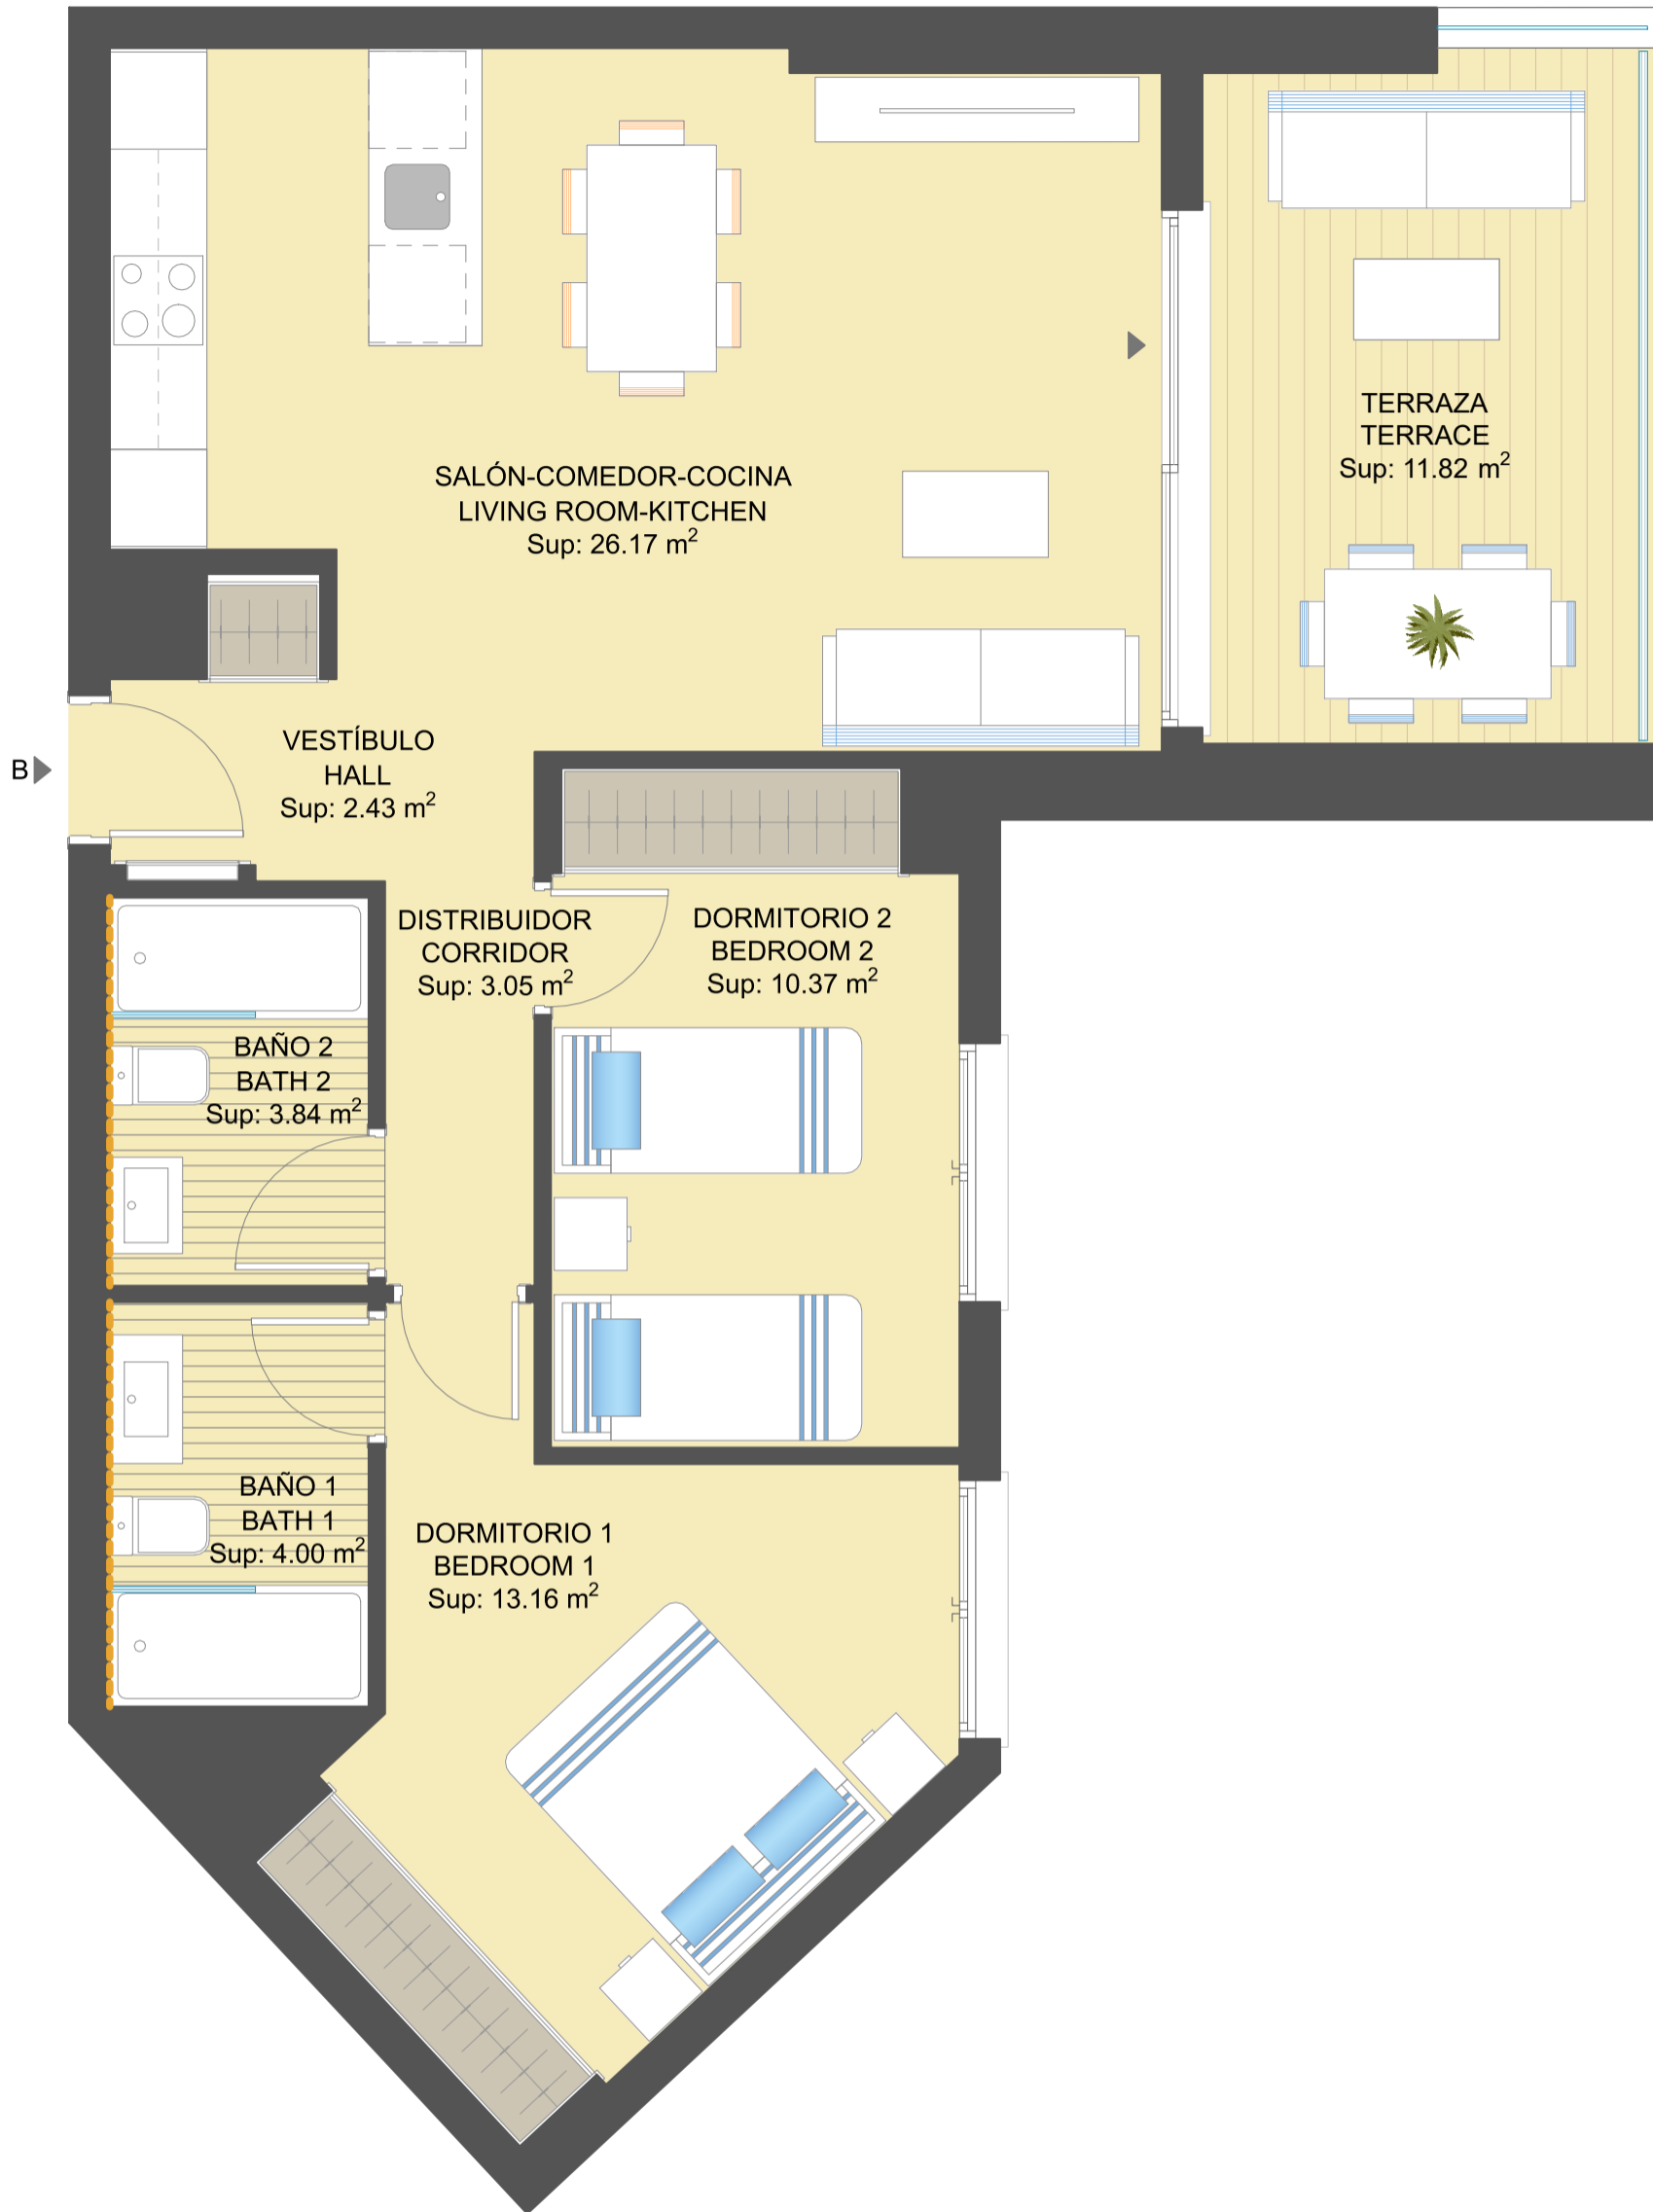 SALÓN-COMEDOR-COCINA
LIVING ROOM-KITCHEN
Sup: 26.17 m²
TERRAZA
TERRACE
Sup: 11.82 m²
VESTÍBULO
HALL
Sup: 2.43 m²
B
DISTRIBUIDOR
CORRIDOR
Sup: 3.05 m²
DORMITORIO 2
BEDROOM 2
Sup: 10.37 m²
BAÑO 2
BATH 2
Sup: 3.84 m²
BAÑO 1
BATH 1
Sup: 4.00 m²
DORMITORIO 1
BEDROOM 1
Sup: 13.16 m²